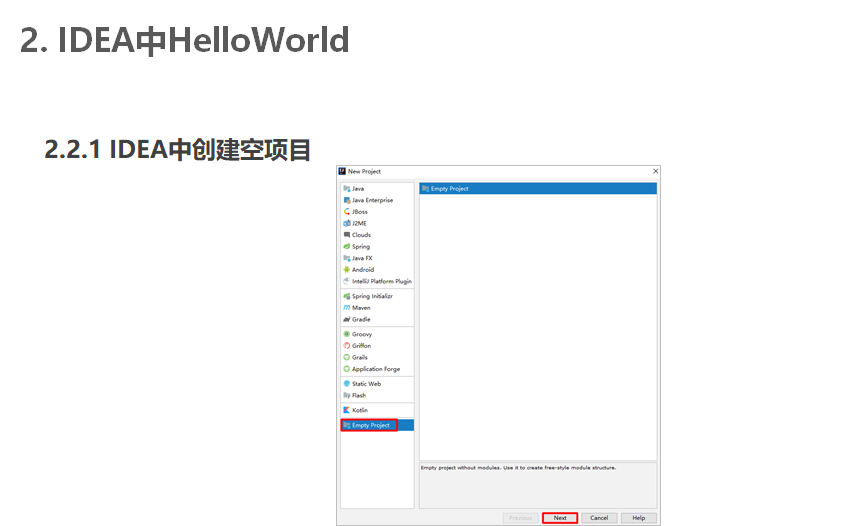 2. IDEA中HelloWorld
2.2.1 IDEA中创建空项目
New Project
Java
Java Enterprise
JBoss
J2ME
Clouds
Spring
Java FX
Android
IntelliJ Platform Plugin
Spring Initializr
Maven
Gradle
Groovy
Griffon
Grails
Application Forge
Static Web
Flash
Kotlin
Empty Project
Empty Project
Empty project without modules. Use it to create free-style module structure.
Previous
Next
Cancel
Help